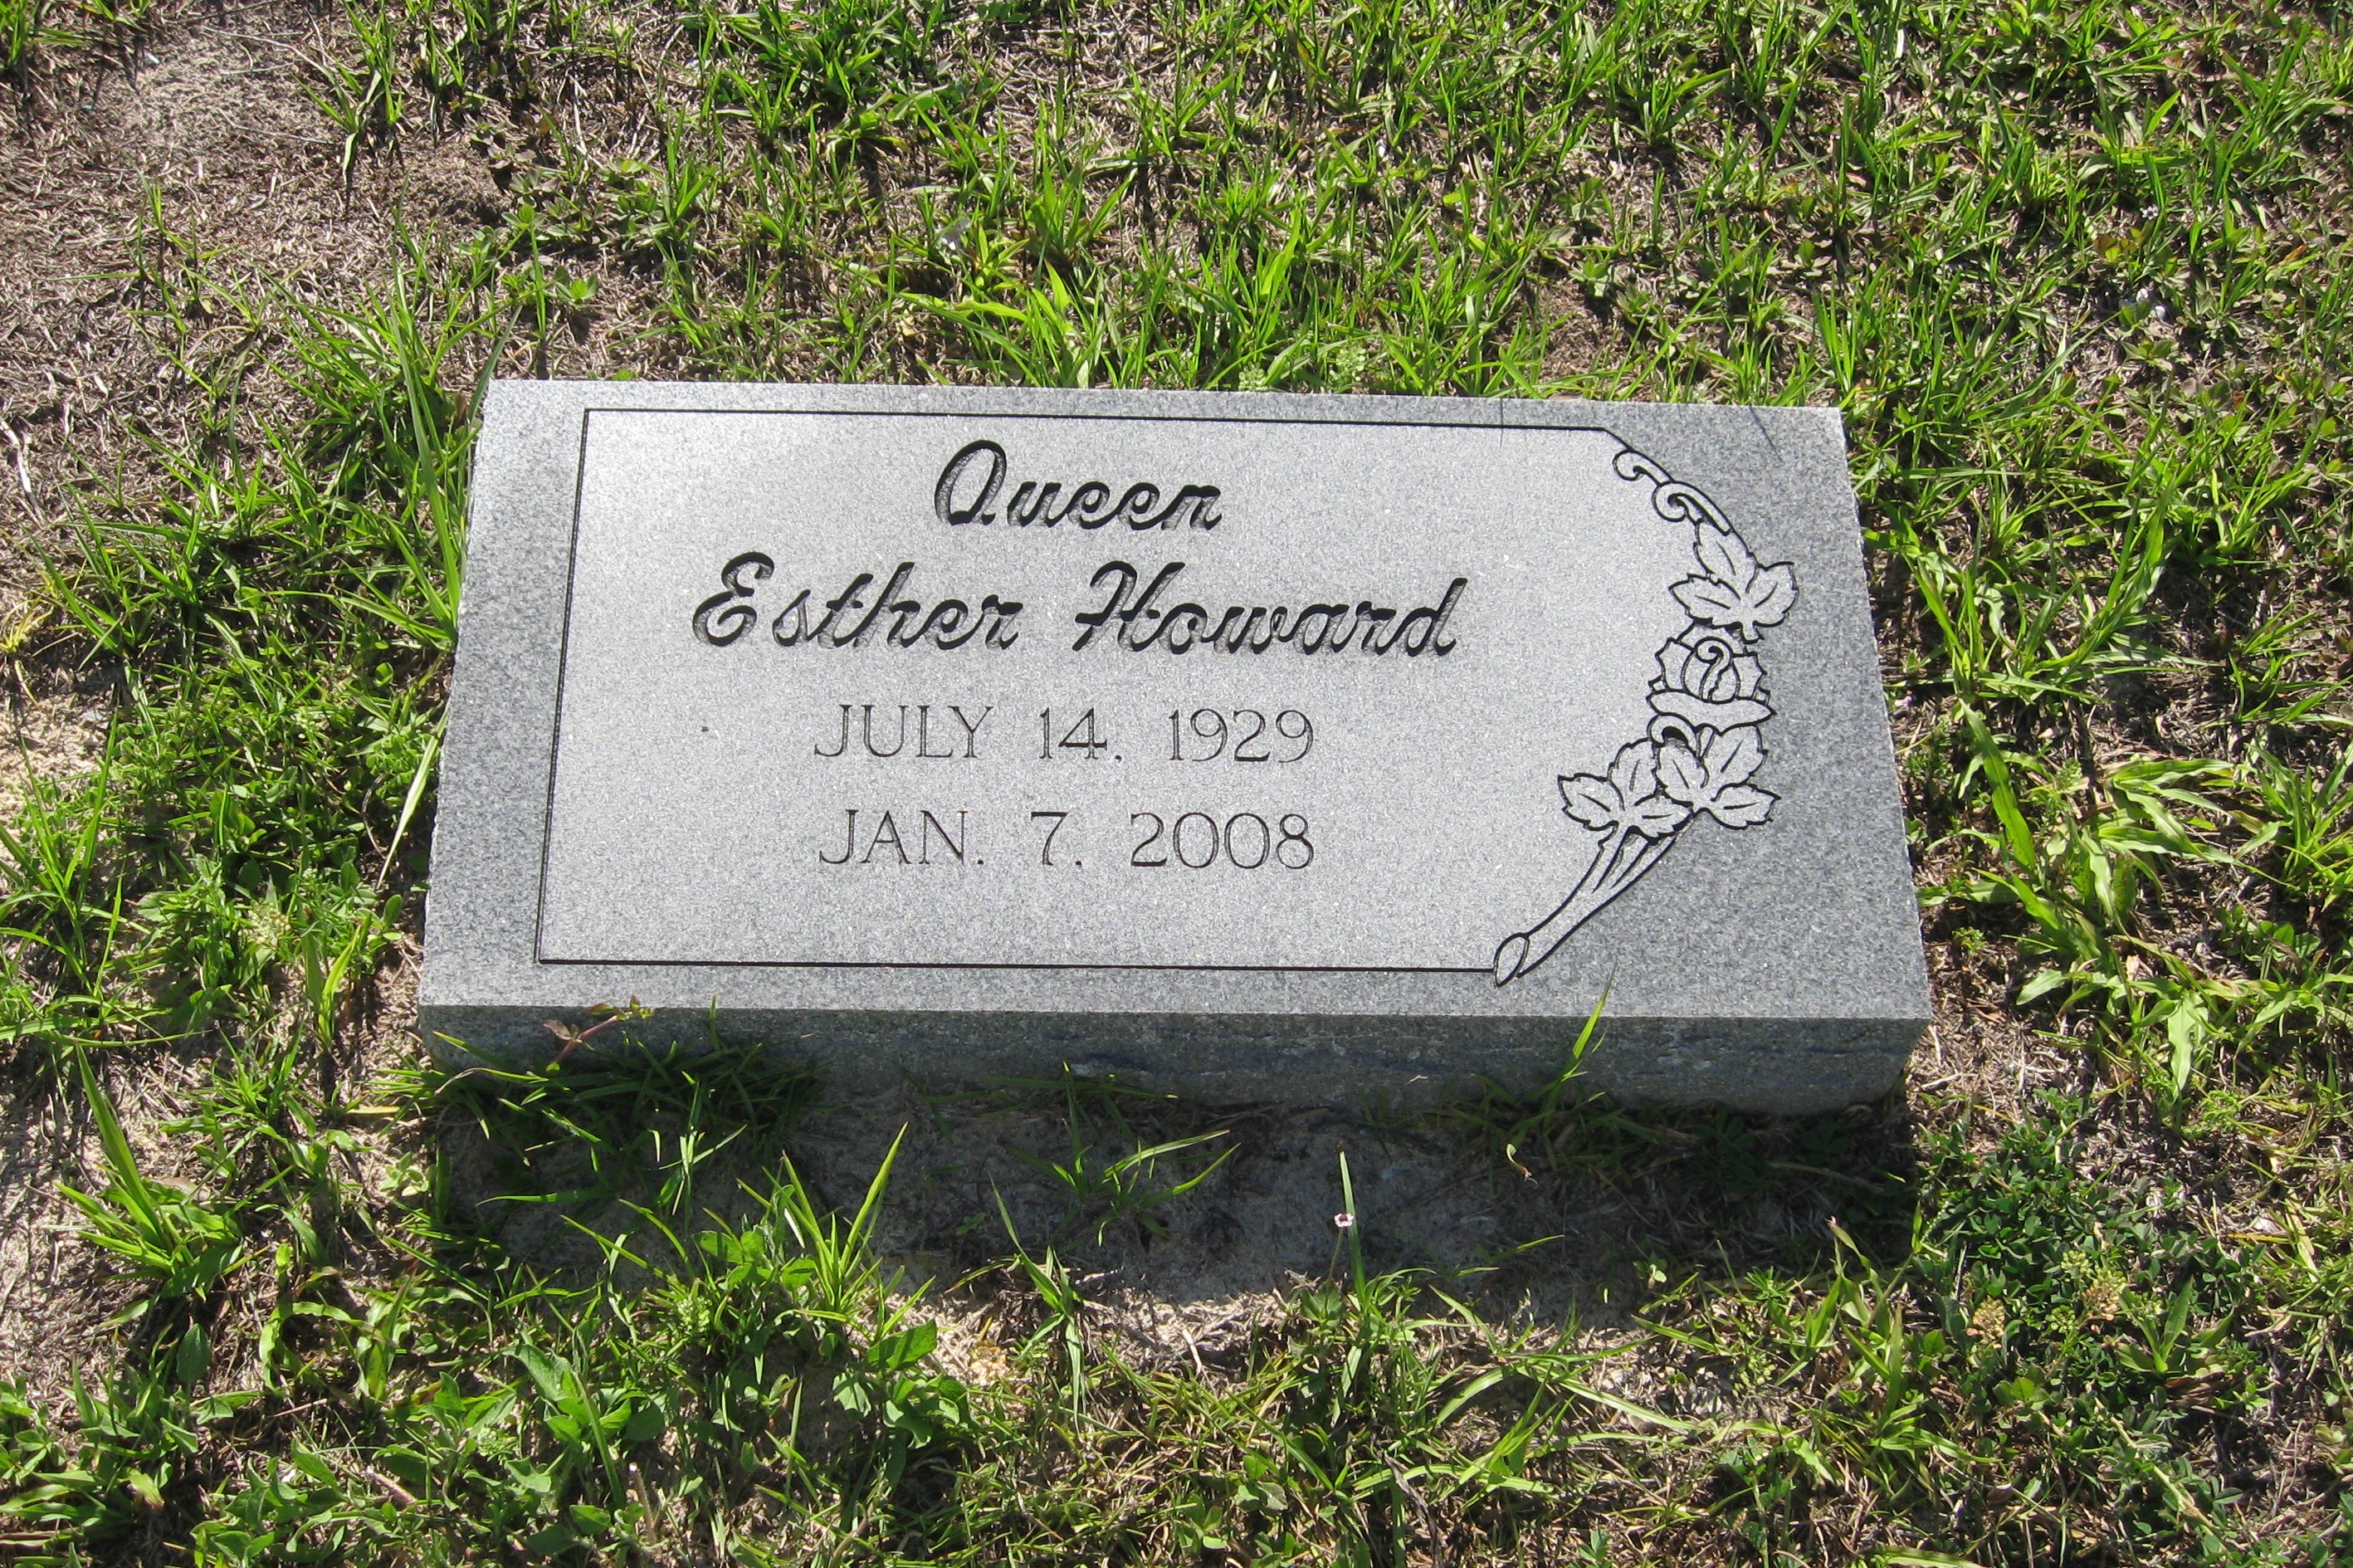 Queen
Esther Howard
JULY 14, 1929
JAN. 7, 2008